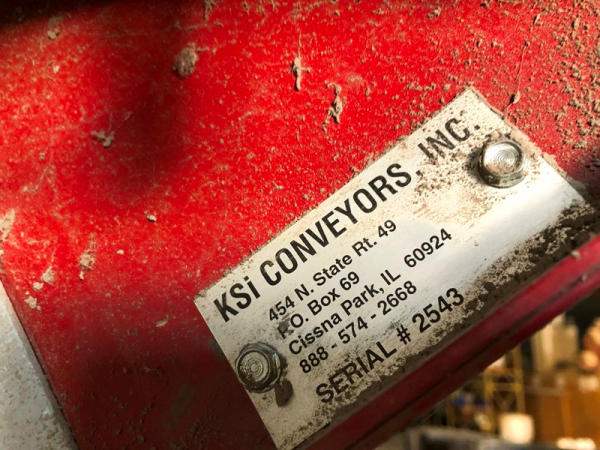 KSi CONVEYORS, INC.
454 N. State Rt. 49
P.O. Box 69
Cissna Park, IL 60924
888 - 574 - 2668
SERIAL # 2543